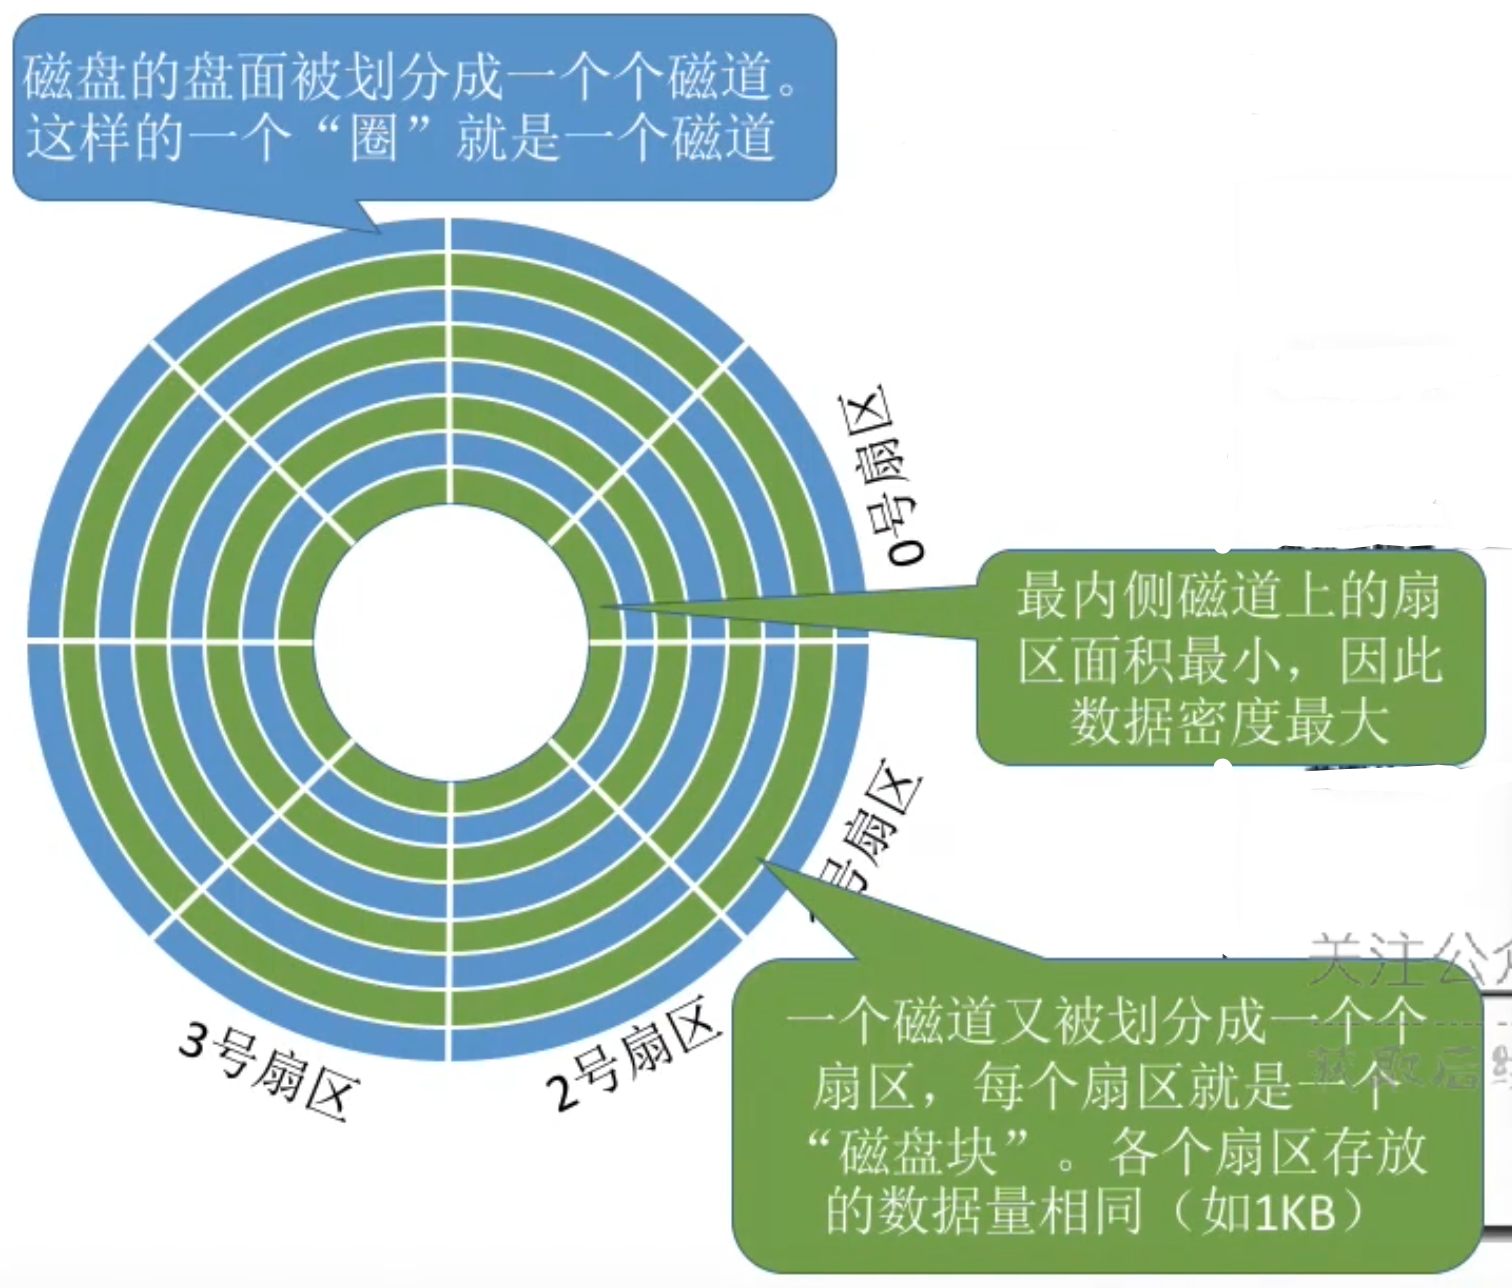 磁盘的盘面被划分成一个个磁道。
这样的一个“圈”就是一个磁道
0号扇区
最内侧磁道上的扇
区面积最小，因此
数据密度最大
号扇区
一个磁道又被划分成一个个
扇区，每个扇区就是一个
“磁盘块”。各个扇区存放
的数据量相同（如1KB）
2号扇区
3号扇区
关注公
获取后